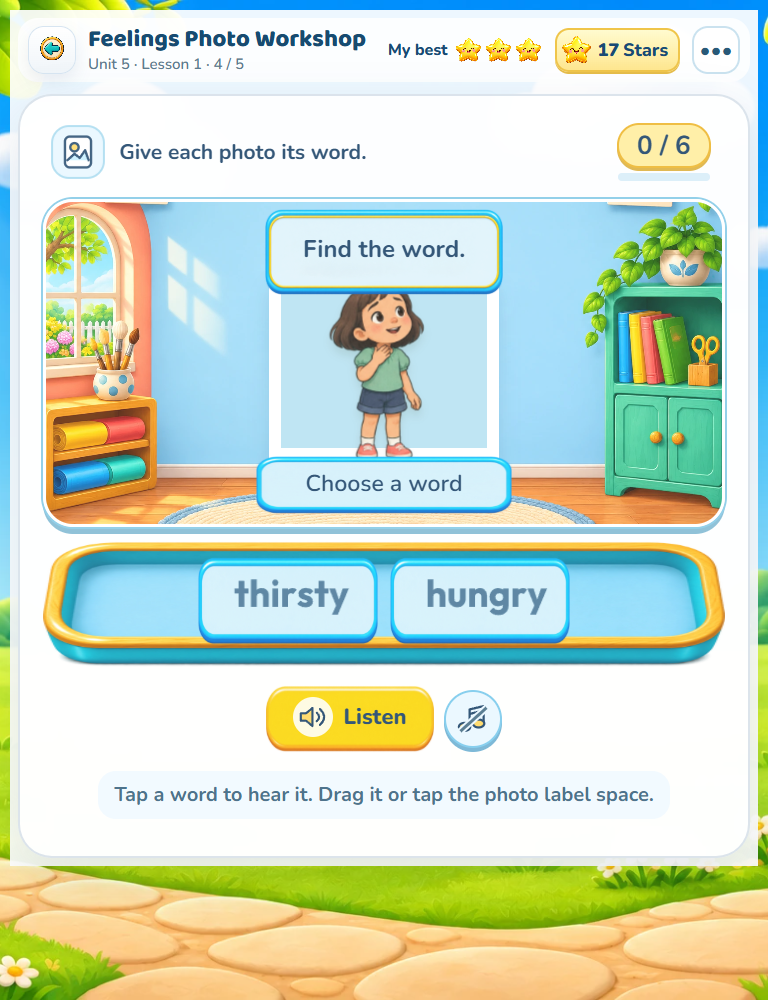 Feelings Photo Workshop
Unit 5 · Lesson 1 · 4 / 5
My best
17 Stars
Give each photo its word.
0 / 6
Find the word.
Choose a word
thirsty
hungry
Listen
Tap a word to hear it. Drag it or tap the photo label space.